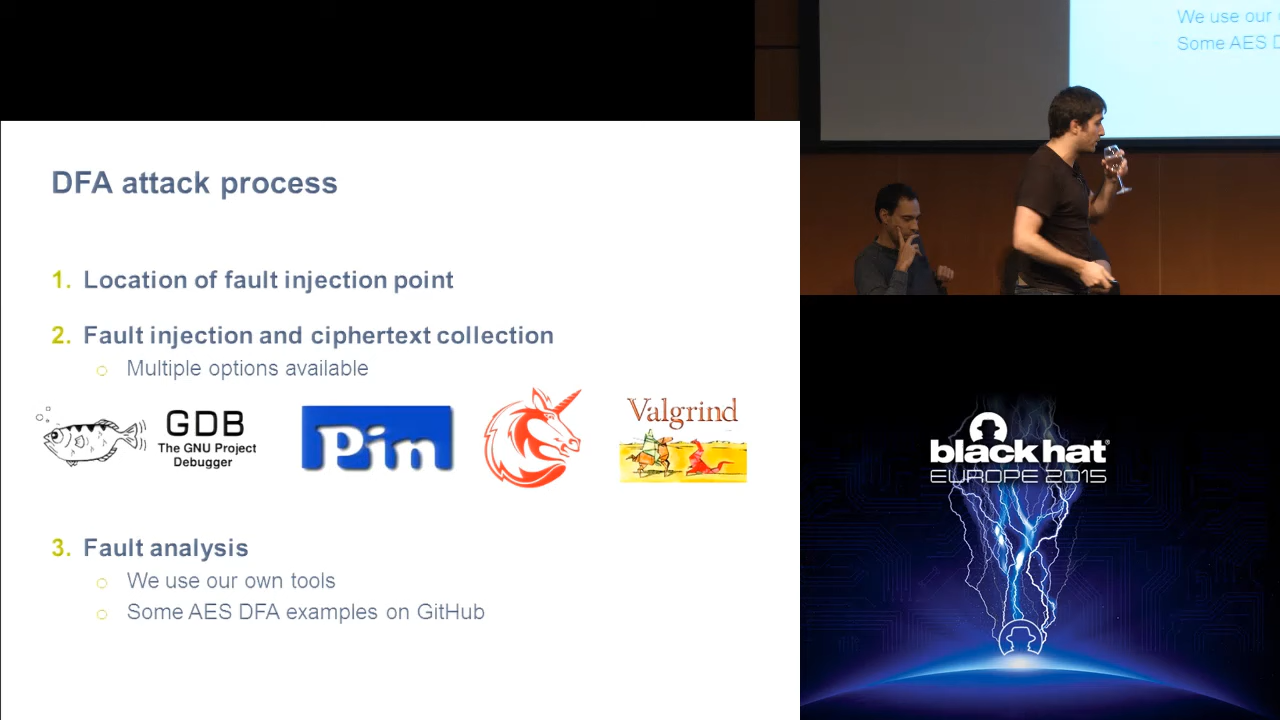 We use our
Some AES D
DFA attack process
1. Location of fault injection point
2. Fault injection and ciphertext collection
Multiple options available
GDB
The GNU Project
Debugger
Pin
Valgrind
3. Fault analysis
We use our own tools
Some AES DFA examples on GitHub
black hat®
EUROPE 2015